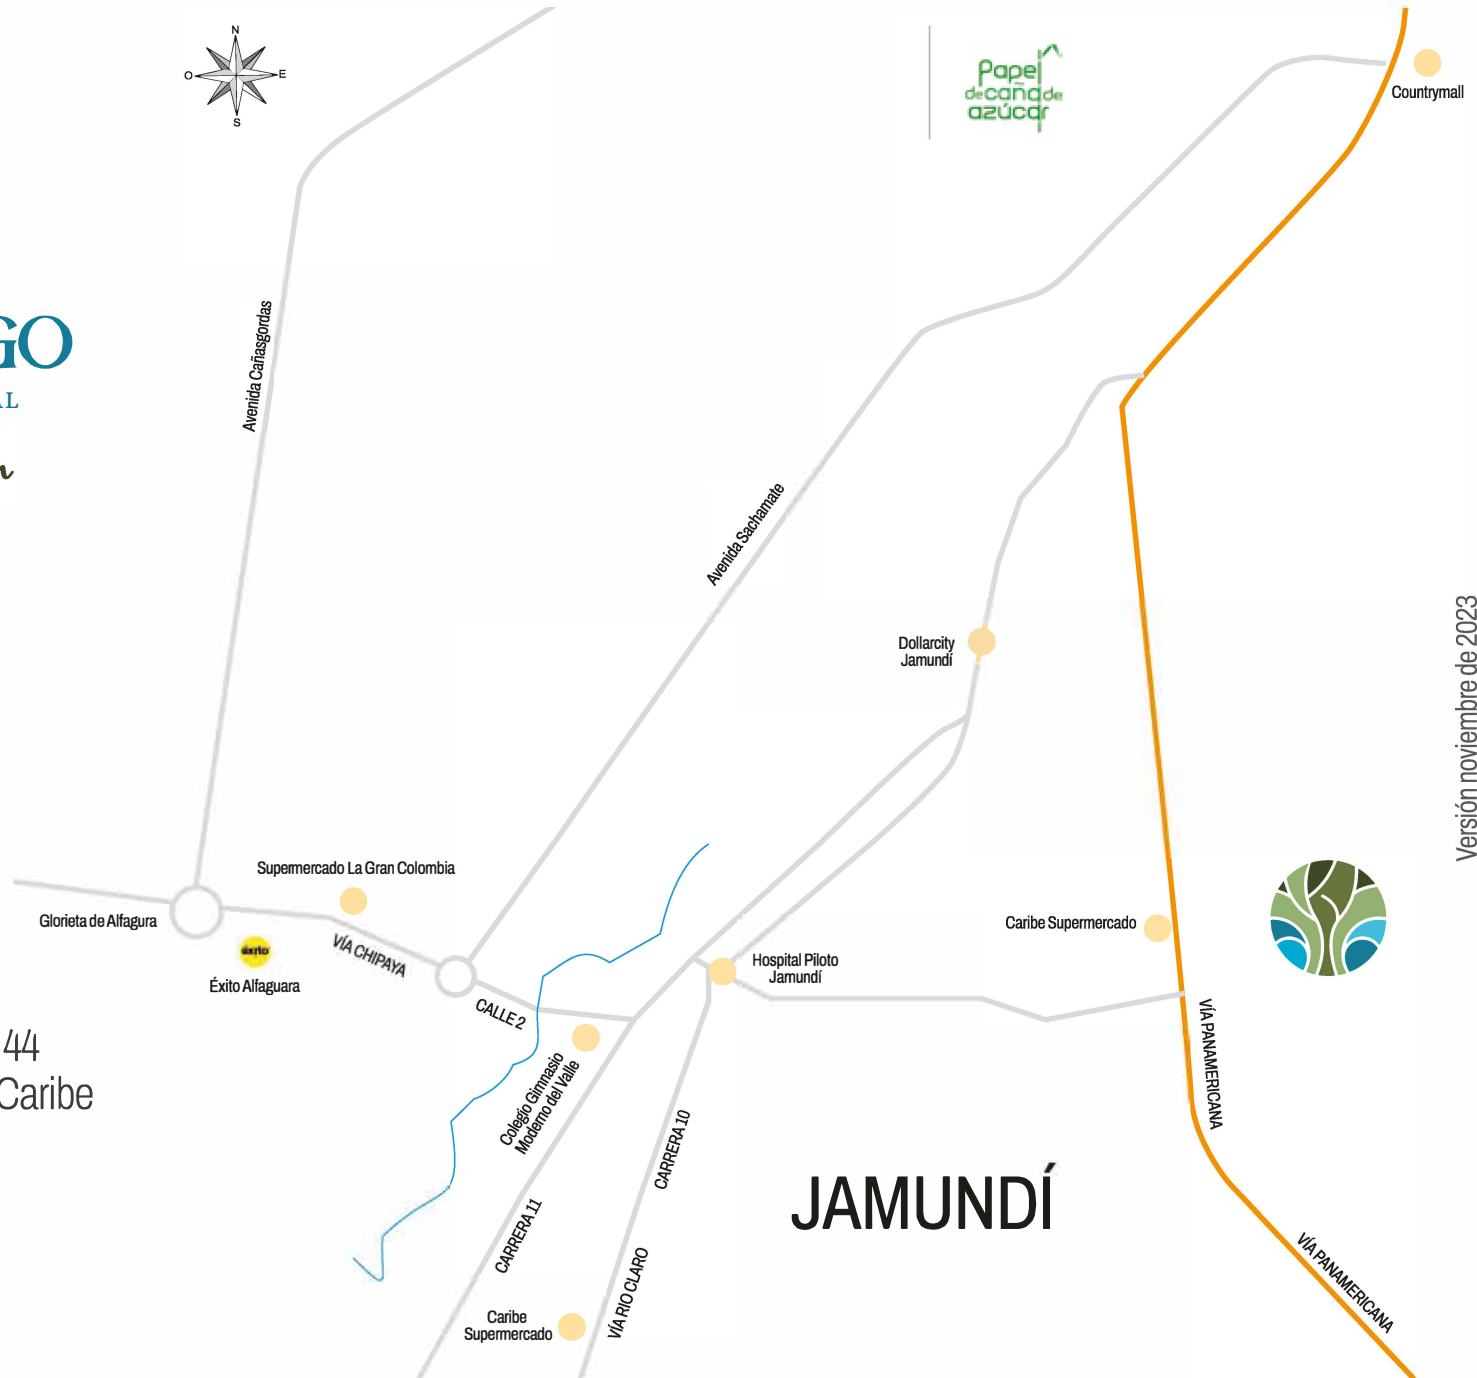 N
O
E
S
Papel
de caña de
azúcar
Countrymall
Avenida Cañasgordas
GO
AL
Avenida Sachamate
Dollarcity
Jamundí
Versión noviembre de 2023
Supermercado La Gran Colombia
Glorieta de Alfagura
éxito
Éxito Alfaguara
VÍA CHIPAYA
CALLE 2
Caribe Supermercado
Hospital Piloto
Jamundí
44
Caribe
Colegio Gimnasio
Moderno del Valle
VÍA PANAMERICANA
CARRERA 10
JAMUNDÍ
CARRERA 11
VÍA RIO CLARO
VÍA PANAMERICANA
Caribe
Supermercado